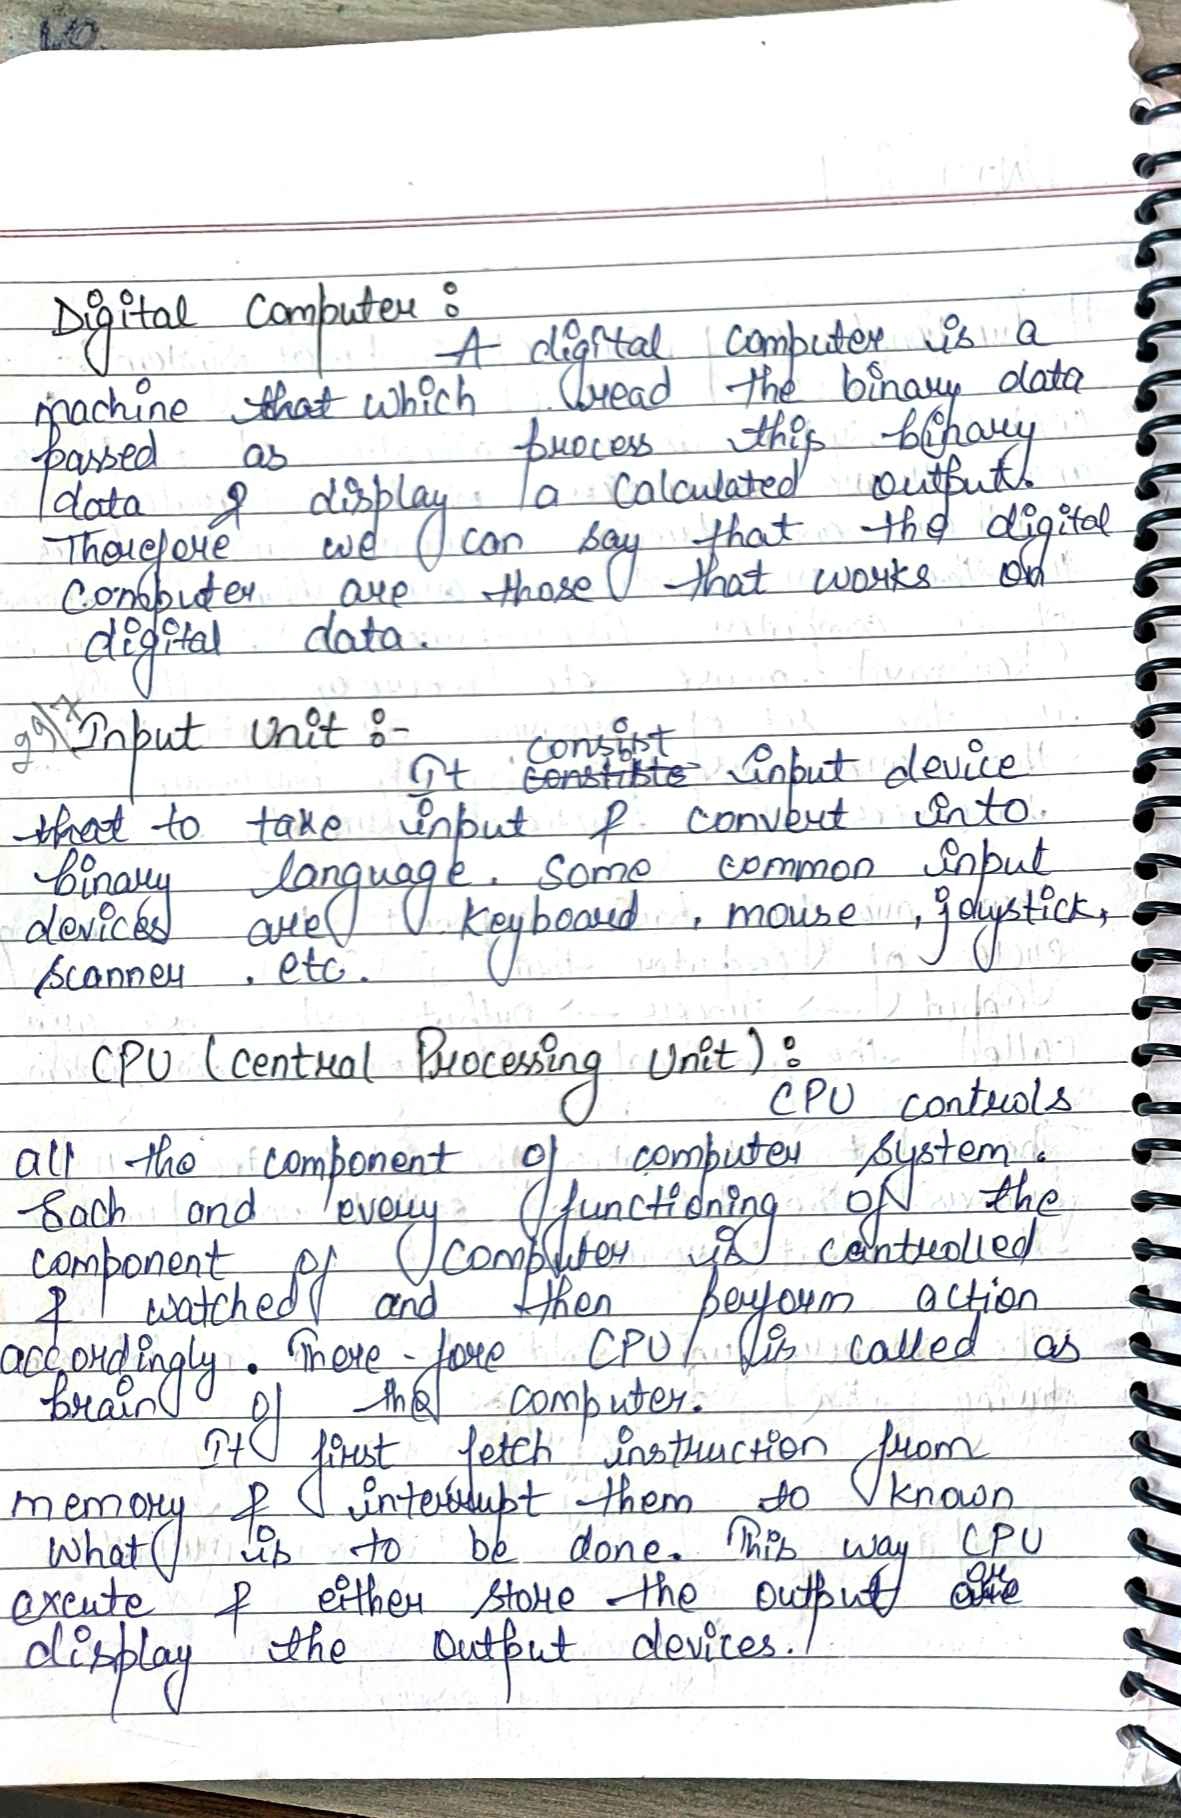 Digital Computer :
A digital computer is a
machine that which read the binary data
passed as process this binary
data & display a calculated output.
Therefore we can say that the digital
Computer are those that works on
digital data.
Input Unit :-
consist
It constists input device
that to take input & convert into
binary language. Some common input
devices are keyboard, mouse, joystick,
scanner, etc.
CPU (Central Processing Unit) :
CPU controls
all the component of computer system.
Each and every functioning of the
component of computer is controlled
& watched and then perform action
accordingly. There-fore CPU is called as
brain of the computer.
It first fetch instruction from
memory & interrupt them to known
what is to be done. This way CPU
excute & either store the output or
display the output devices.